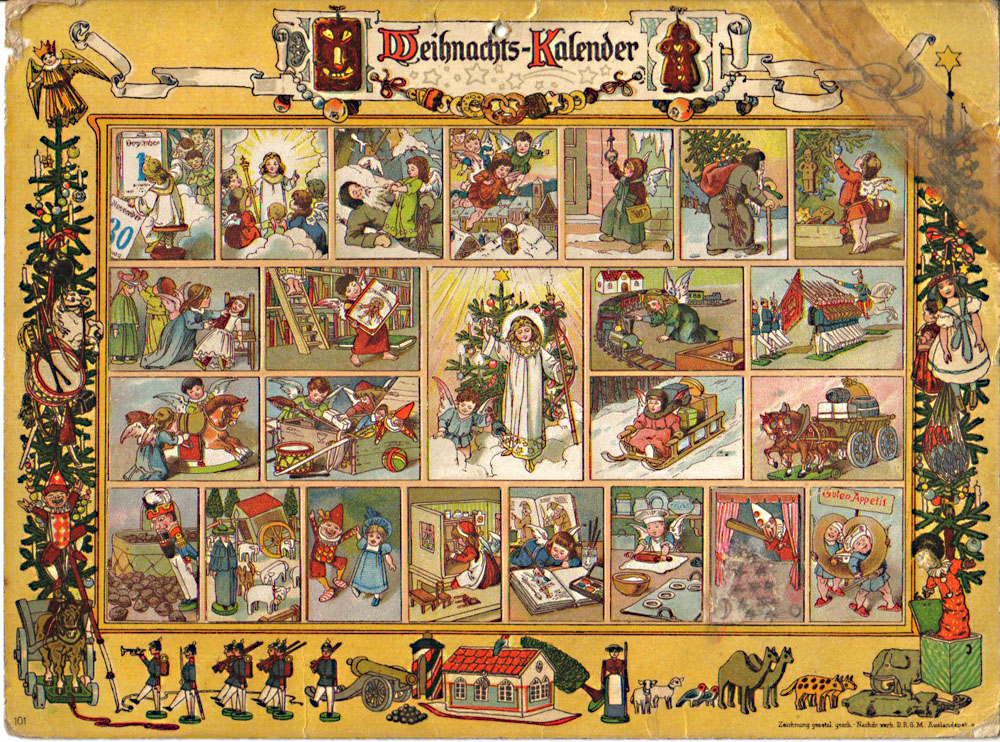 Weihnachts-Kalender
Dezember
1
30
Guten Appetit
101
Zeichnung gesetzl. gesch. - Nachdr. verb. D.R.G.M. Auslandspat. a.